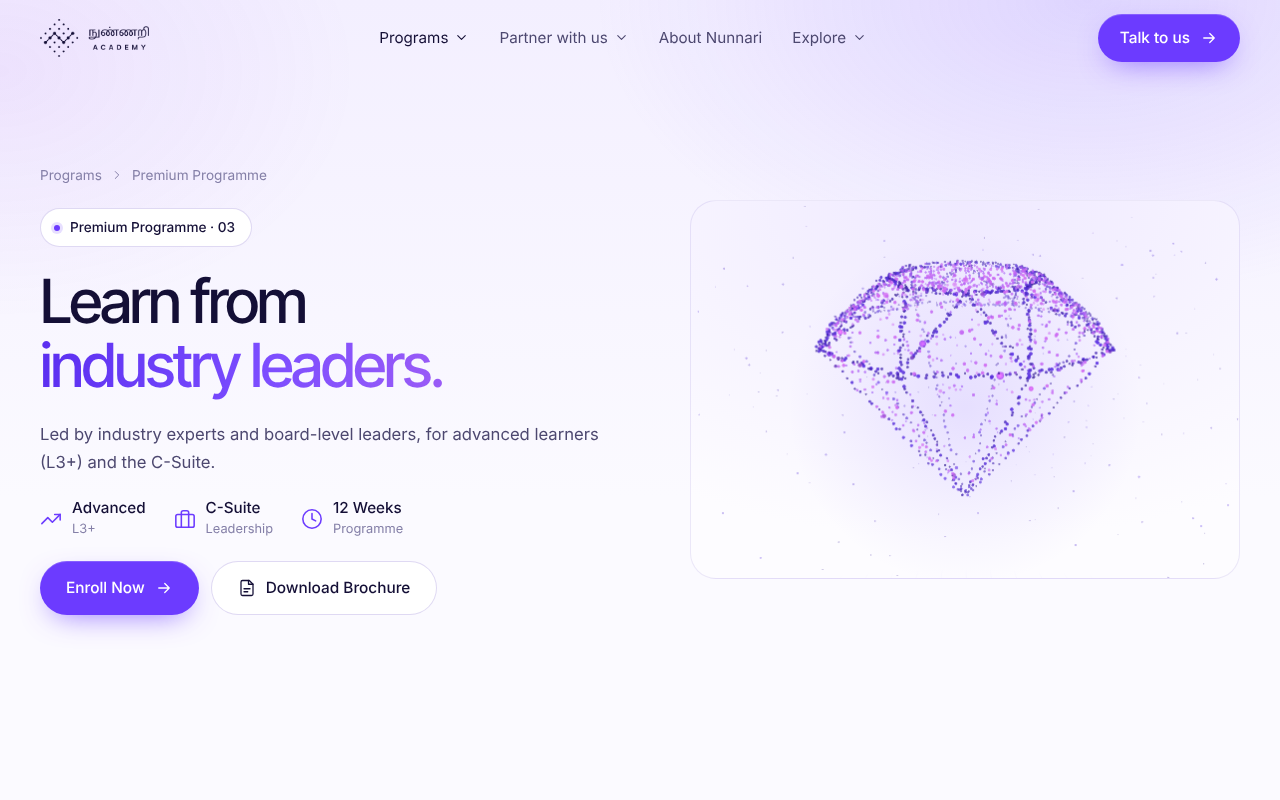 நுண்ணறி
ACADEMY
Programs
Partner with us
About Nunnari
Explore
Talk to us
Programs
Premium Programme
Premium Programme · 03
Learn from
industry leaders.
Led by industry experts and board-level leaders, for advanced learners
(L3+) and the C-Suite.
Advanced
L3+
C-Suite
Leadership
12 Weeks
Programme
Enroll Now
Download Brochure